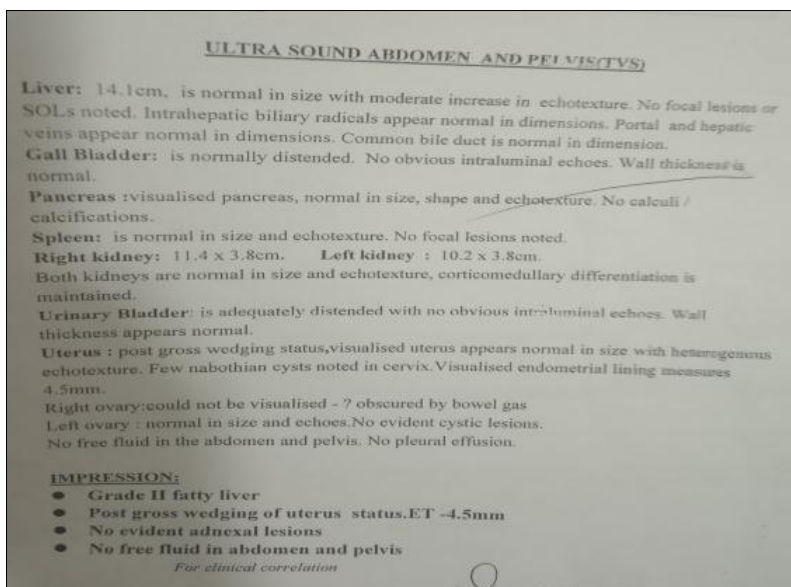 ULTRA SOUND ABDOMEN AND PELVIS(TVS)
Liver: 14.1cm, is normal in size with moderate increase in echotexture. No focal lesions or
SOLs noted. Intrahepatic biliary radicals appear normal in dimensions. Portal and hepatic
veins appear normal in dimensions. Common bile duct is normal in dimension.
Gall Bladder: is normally distended. No obvious intraluminal echoes. Wall thickness is
normal.
Pancreas :visualised pancreas, normal in size, shape and echotexture. No calculi /
calcifications.
Spleen: is normal in size and echotexture. No focal lesions noted.
Right kidney: 11.4 x 3.8cm. Left kidney : 10.2 x 3.8cm.
Both kidneys are normal in size and echotexture, corticomedullary differentiation is
maintained.
Urinary Bladder: is adequately distended with no obvious intraluminal echoes. Wall
thickness appears normal.
Uterus : post gross wedging status,visualised uterus appears normal in size with heterogenous
echotexture. Few nabothian cysts noted in cervix.Visualised endometrial lining measures
4.5mm.
Right ovary:could not be visualised - ? obscured by bowel gas
Left ovary : normal in size and echoes.No evident cystic lesions.
No free fluid in the abdomen and pelvis. No pleural effusion.
IMPRESSION:
● Grade II fatty liver
● Post gross wedging of uterus status.ET -4.5mm
● No evident adnexal lesions
● No free fluid in abdomen and pelvis
For clinical correlation